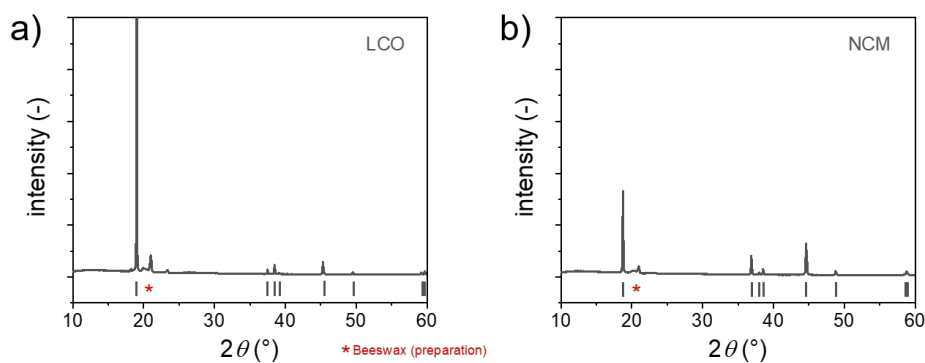 a)
LCO
intensity (-)
10 20 30 40 50 60
2θ (°)
b)
NCM
intensity (-)
10 20 30 40 50 60
2θ (°)
* Beeswax (preparation)